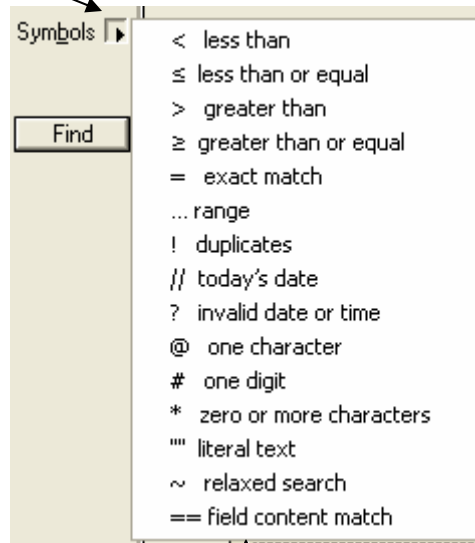 Symbols
< less than
≤ less than or equal
> greater than
Find
≥ greater than or equal
= exact match
... range
! duplicates
// today's date
? invalid date or time
@ one character
# one digit
* zero or more characters
"" literal text
~ relaxed search
== field content match